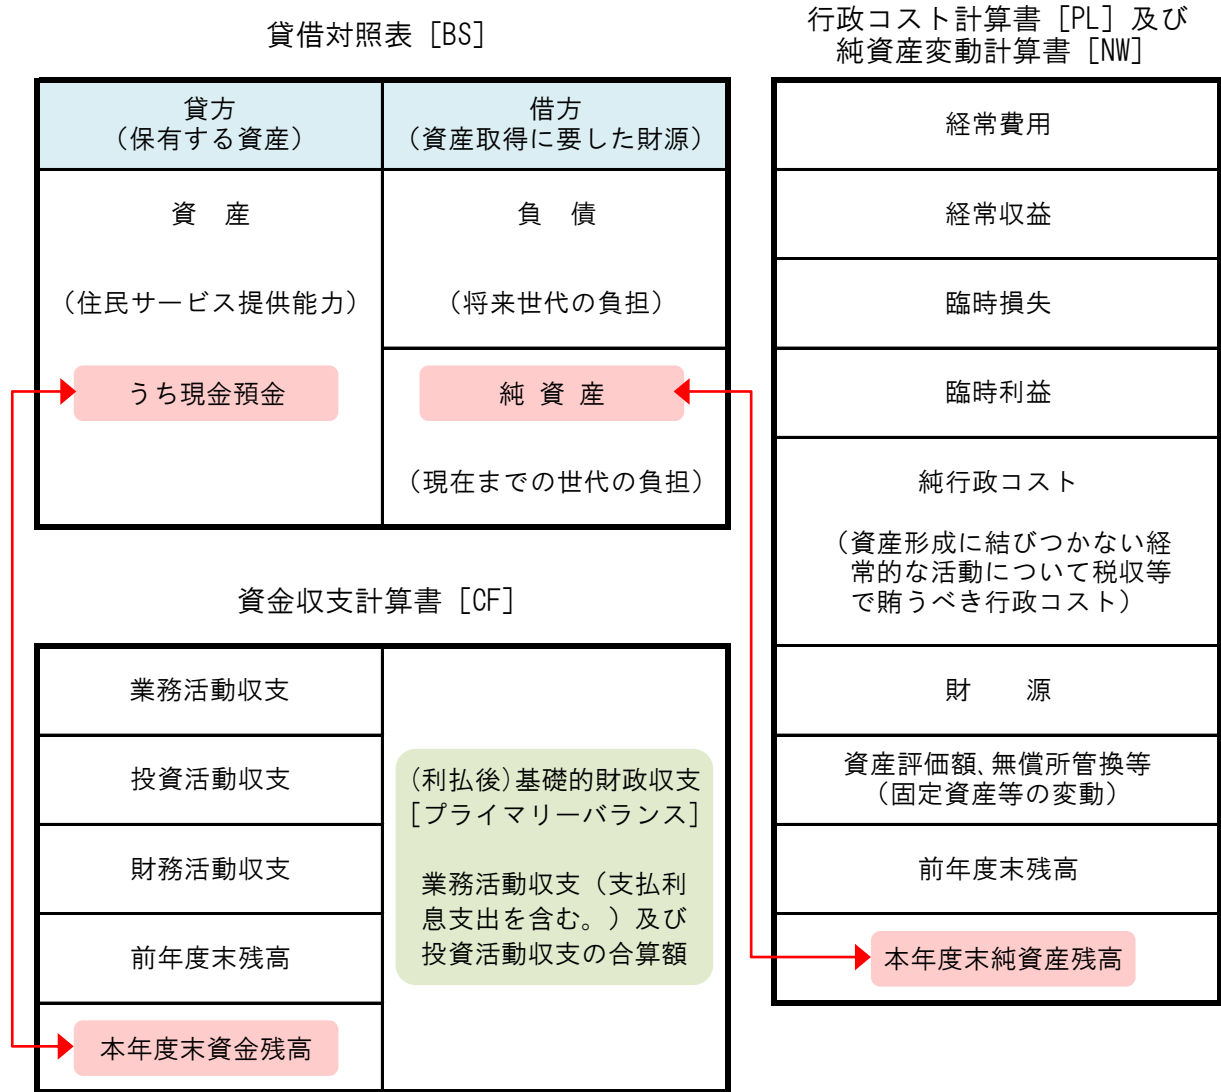 貸借対照表［BS］
貸方
（保有する資産）
借方
（資産取得に要した財源）
資　産
（住民サービス提供能力）
うち現金預金
負　債
（将来世代の負担）
純 資 産
（現在までの世代の負担）
資金収支計算書［CF］
業務活動収支
投資活動収支
財務活動収支
前年度末残高
本年度末資金残高
(利払後)基礎的財政収支
［プライマリーバランス］
業務活動収支（支払利
息支出を含む。）及び
投資活動収支の合算額
行政コスト計算書［PL］及び
純資産変動計算書［NW］
経常費用
経常収益
臨時損失
臨時利益
純行政コスト
（資産形成に結びつかない経
常的な活動について税収等
で賄うべき行政コスト）
財　　源
資産評価額、無償所管換等
（固定資産等の変動）
前年度末残高
本年度末純資産残高